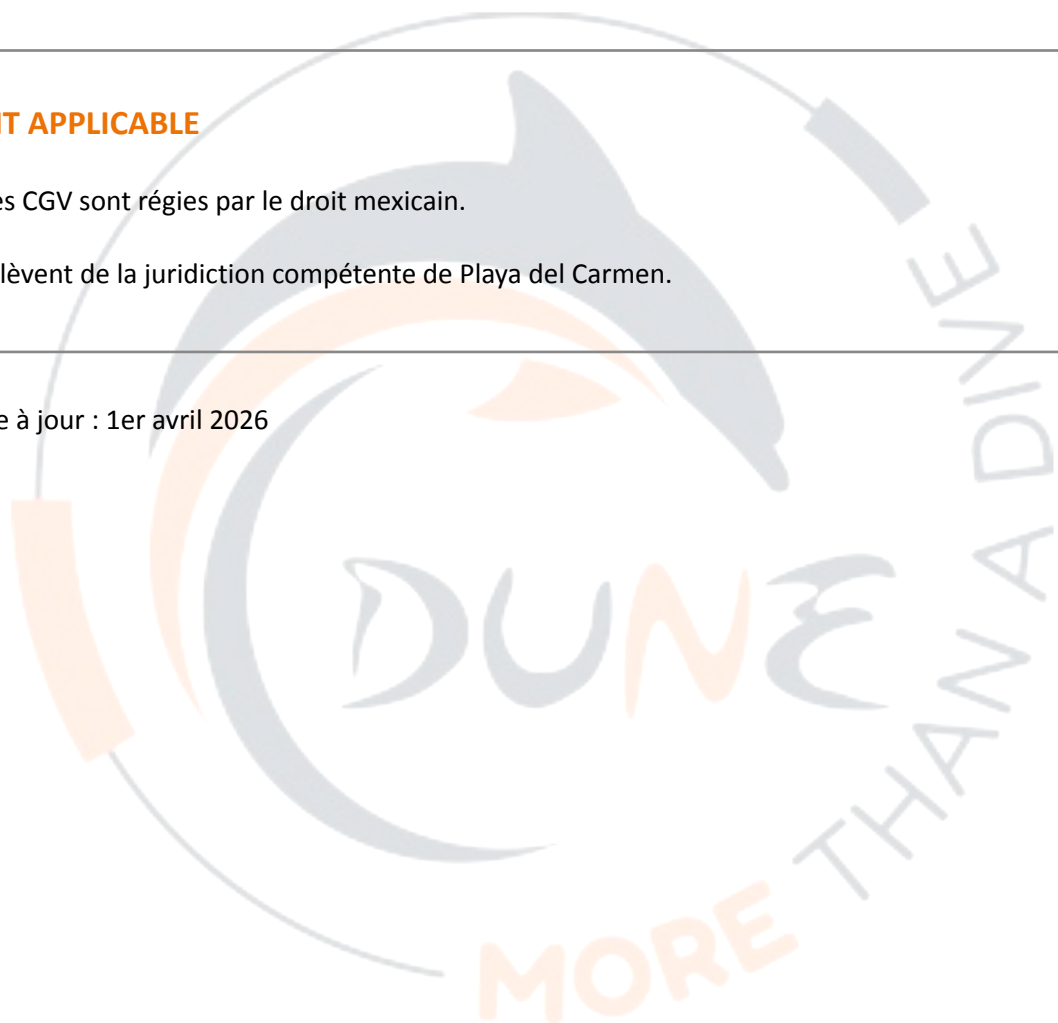 IT APPLICABLE
es CGV sont régies par le droit mexicain.
lèvent de la juridiction compétente de Playa del Carmen.
e à jour : 1er avril 2026
DUNE
MORE THAN A DIVE